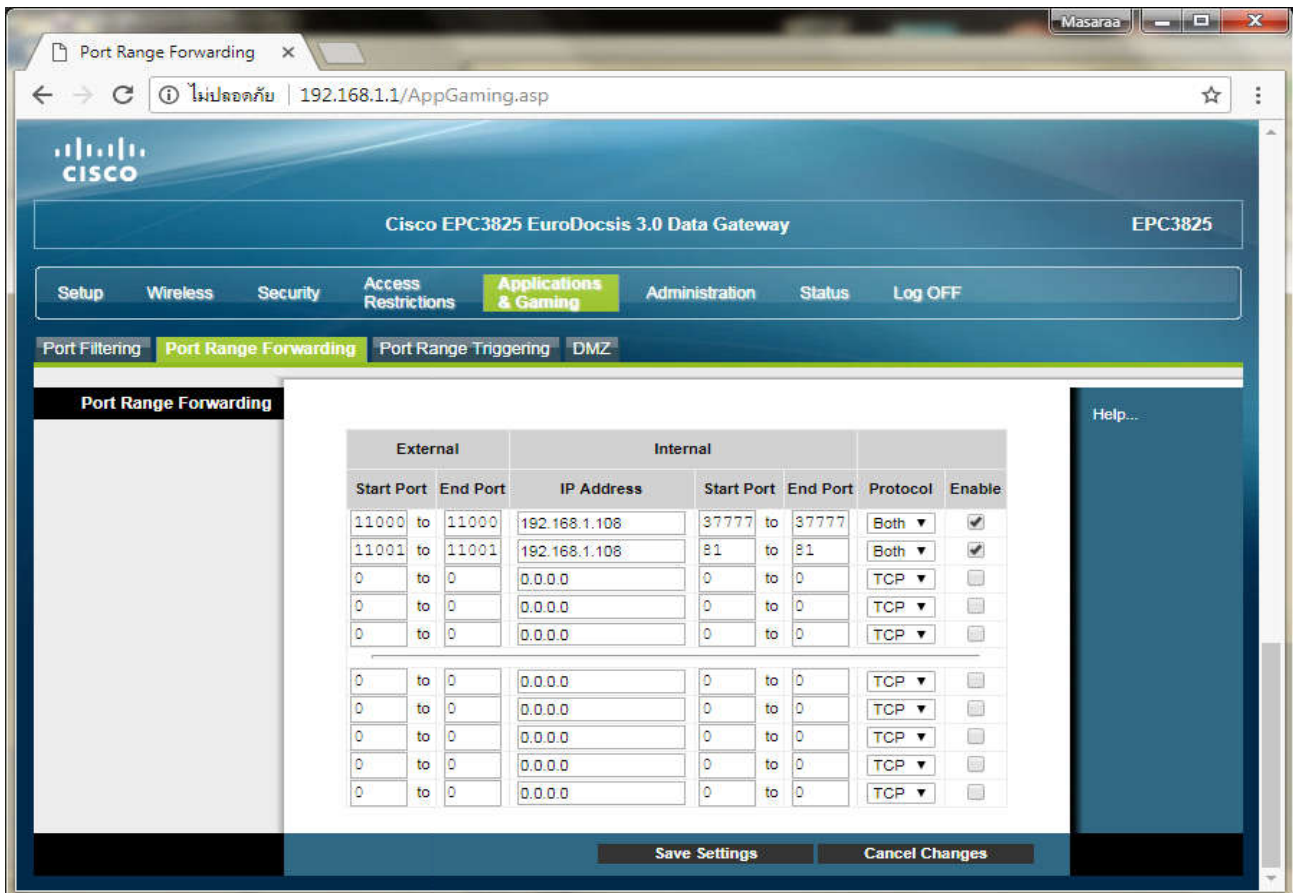 Masaraa
Port Range Forwarding
ไม่ปลอดภัย 192.168.1.1/AppGaming.asp
CISCO
Cisco EPC3825 EuroDocsis 3.0 Data Gateway EPC3825
Setup Wireless Security Access Restrictions Applications & Gaming Administration Status Log OFF
Port Filtering Port Range Forwarding Port Range Triggering DMZ
Port Range Forwarding
Help...
External Internal
Start Port End Port IP Address Start Port End Port Protocol Enable
11000 to 11000 192.168.1.108 37777 to 37777 Both
11001 to 11001 192.168.1.108 81 to 81 Both
0 to 0 0.0.0.0 0 to 0 TCP
0 to 0 0.0.0.0 0 to 0 TCP
0 to 0 0.0.0.0 0 to 0 TCP
0 to 0 0.0.0.0 0 to 0 TCP
0 to 0 0.0.0.0 0 to 0 TCP
0 to 0 0.0.0.0 0 to 0 TCP
0 to 0 0.0.0.0 0 to 0 TCP
0 to 0 0.0.0.0 0 to 0 TCP
Save Settings Cancel Changes